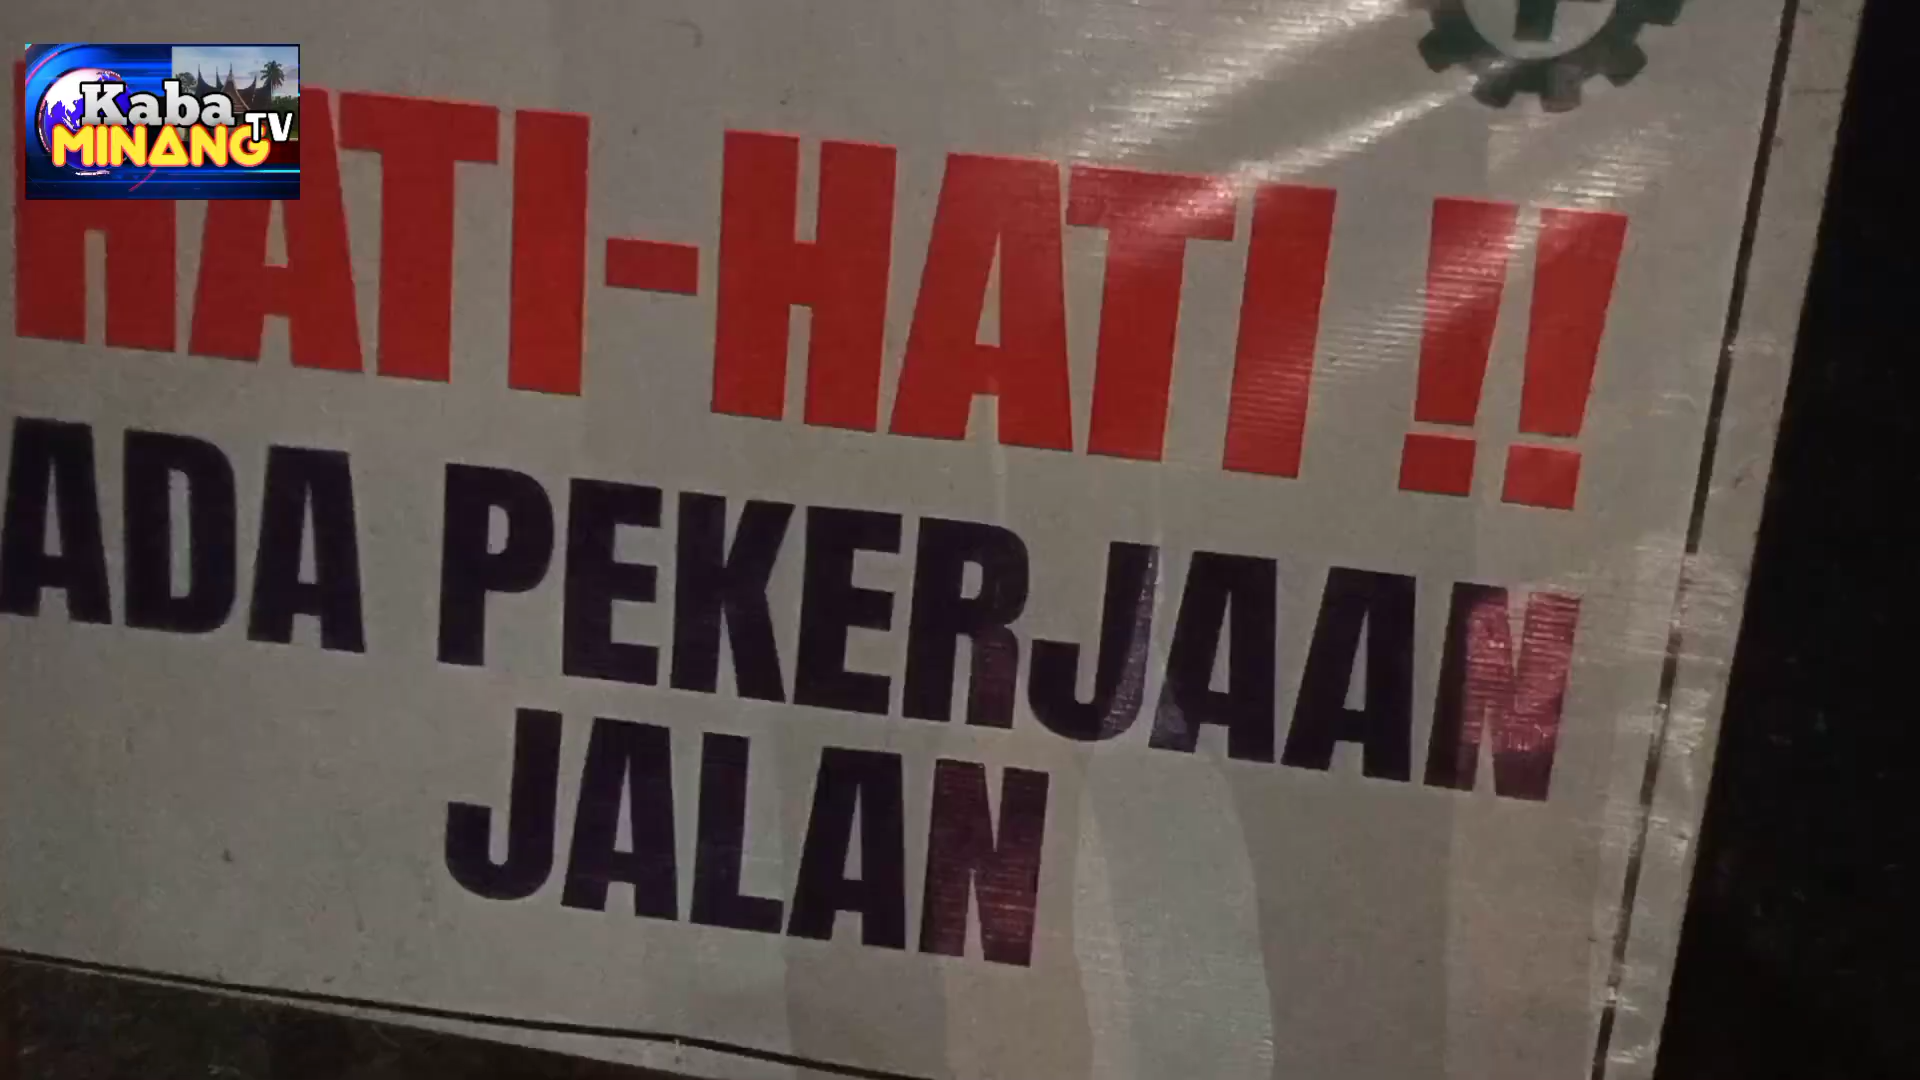 Kaba
MINANG TV
HATI-HATI !!
ADA PEKERJAAN
JALAN